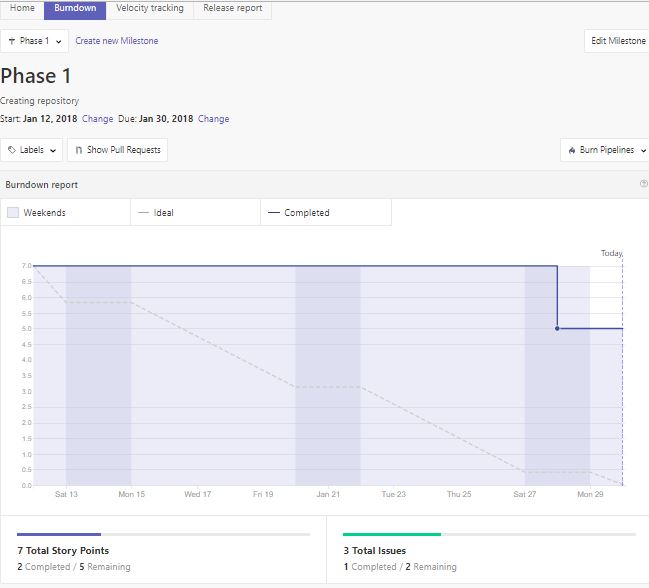 Home Burndown Velocity tracking Release report
Phase 1 Create new Milestone Edit Milestone
Phase 1
Creating repository
Start: Jan 12, 2018 Change Due: Jan 30, 2018 Change
Labels Show Pull Requests Burn Pipelines
Burndown report
Weekends Ideal Completed
Today
7.0
6.5
6.0
5.5
5.0
4.5
4.0
3.5
3.0
2.5
2.0
1.5
1.0
0.5
0.0
Sat 13 Mon 15 Wed 17 Fri 19 Jan 21 Tue 23 Thu 25 Sat 27 Mon 29
7 Total Story Points 3 Total Issues
2 Completed / 5 Remaining 1 Completed / 2 Remaining